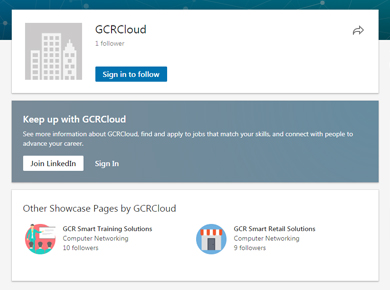 GCRCloud
1 follower
Sign in to follow
Keep up with GCRCloud
See more information about GCRCloud, find and apply to jobs that match your skills, and connect with people to
advance your career.
Join LinkedIn Sign In
Other Showcase Pages by GCRCloud
GCR Smart Training Solutions
Computer Networking
10 followers
GCR Smart Retail Solutions
Computer Networking
9 followers